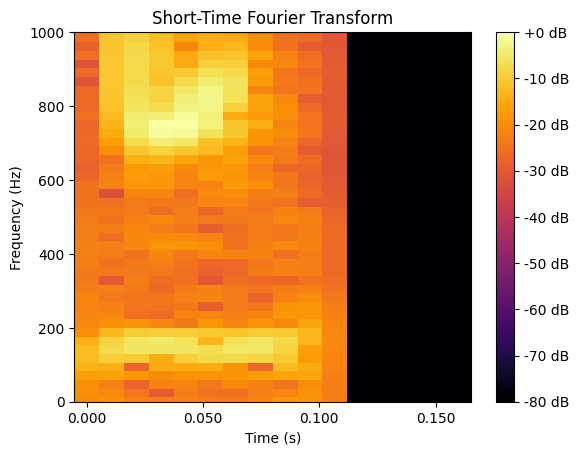 Short-Time Fourier Transform
1000
800
600
400
200
0
Frequency (Hz)
0.000
0.050
0.100
0.150
Time (s)
+0 dB
-10 dB
-20 dB
-30 dB
-40 dB
-50 dB
-60 dB
-70 dB
-80 dB